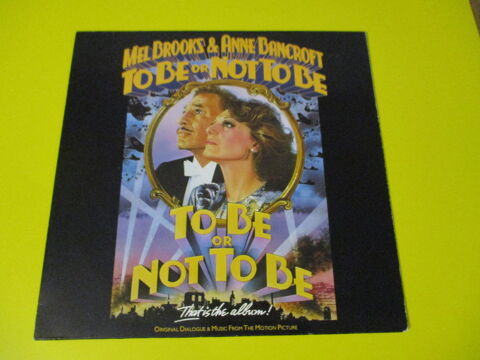 MEL BROOKS & ANNE BANCROFT
TO BE OR NOT TO BE
TO BE
OR
NOT TO BE
That is the album!
ORIGINAL DIALOGUE & MUSIC FROM THE MOTION PICTURE